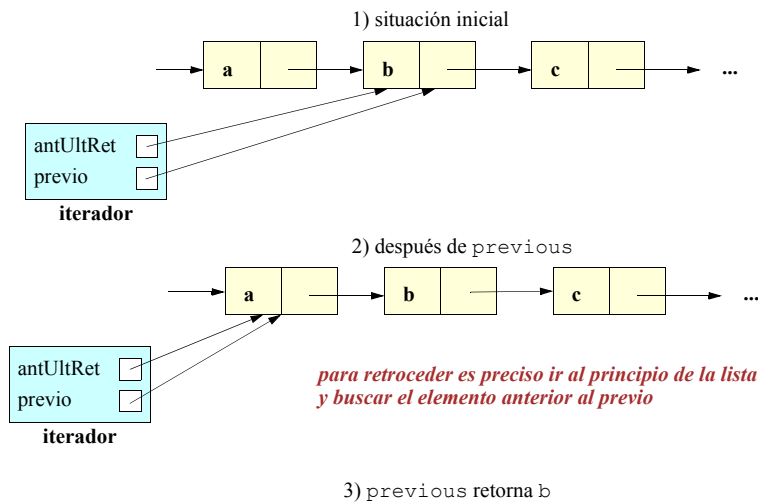 1) situación inicial
a b c ...
antUltRet
previo
iterador
2) después de previous
a b c ...
antUltRet
previo
iterador
para retroceder es preciso ir al principio de la lista
y buscar el elemento anterior al previo
3) previous retorna b